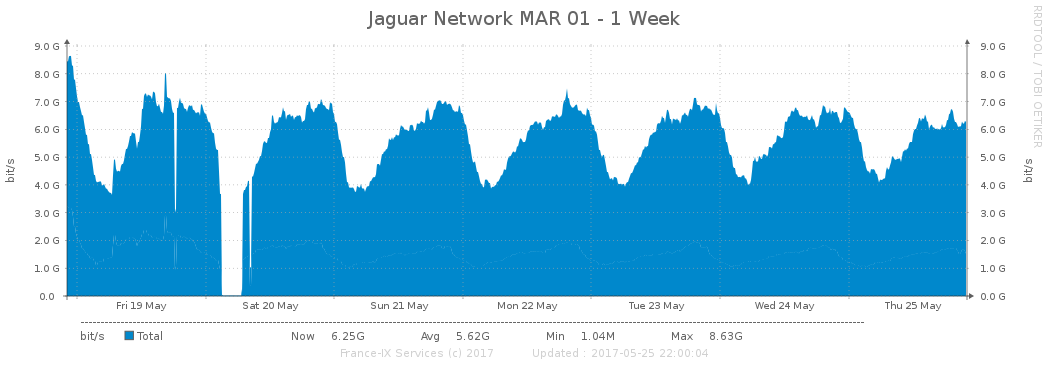 Jaguar Network MAR 01 - 1 Week
RRDTOOL / TOBI OETIKER
9.0 G 9.0 G
8.0 G 8.0 G
7.0 G 7.0 G
6.0 G 6.0 G
5.0 G 5.0 G
4.0 G 4.0 G
3.0 G 3.0 G
2.0 G 2.0 G
1.0 G 1.0 G
0.0 0.0 G
bit/s bit/s
Fri 19 May Sat 20 May Sun 21 May Mon 22 May Tue 23 May Wed 24 May Thu 25 May
bit/s Total Now 6.25G Avg 5.62G Min 1.04M Max 8.63G
France-IX Services (c) 2017 Updated : 2017-05-25 22:00:04